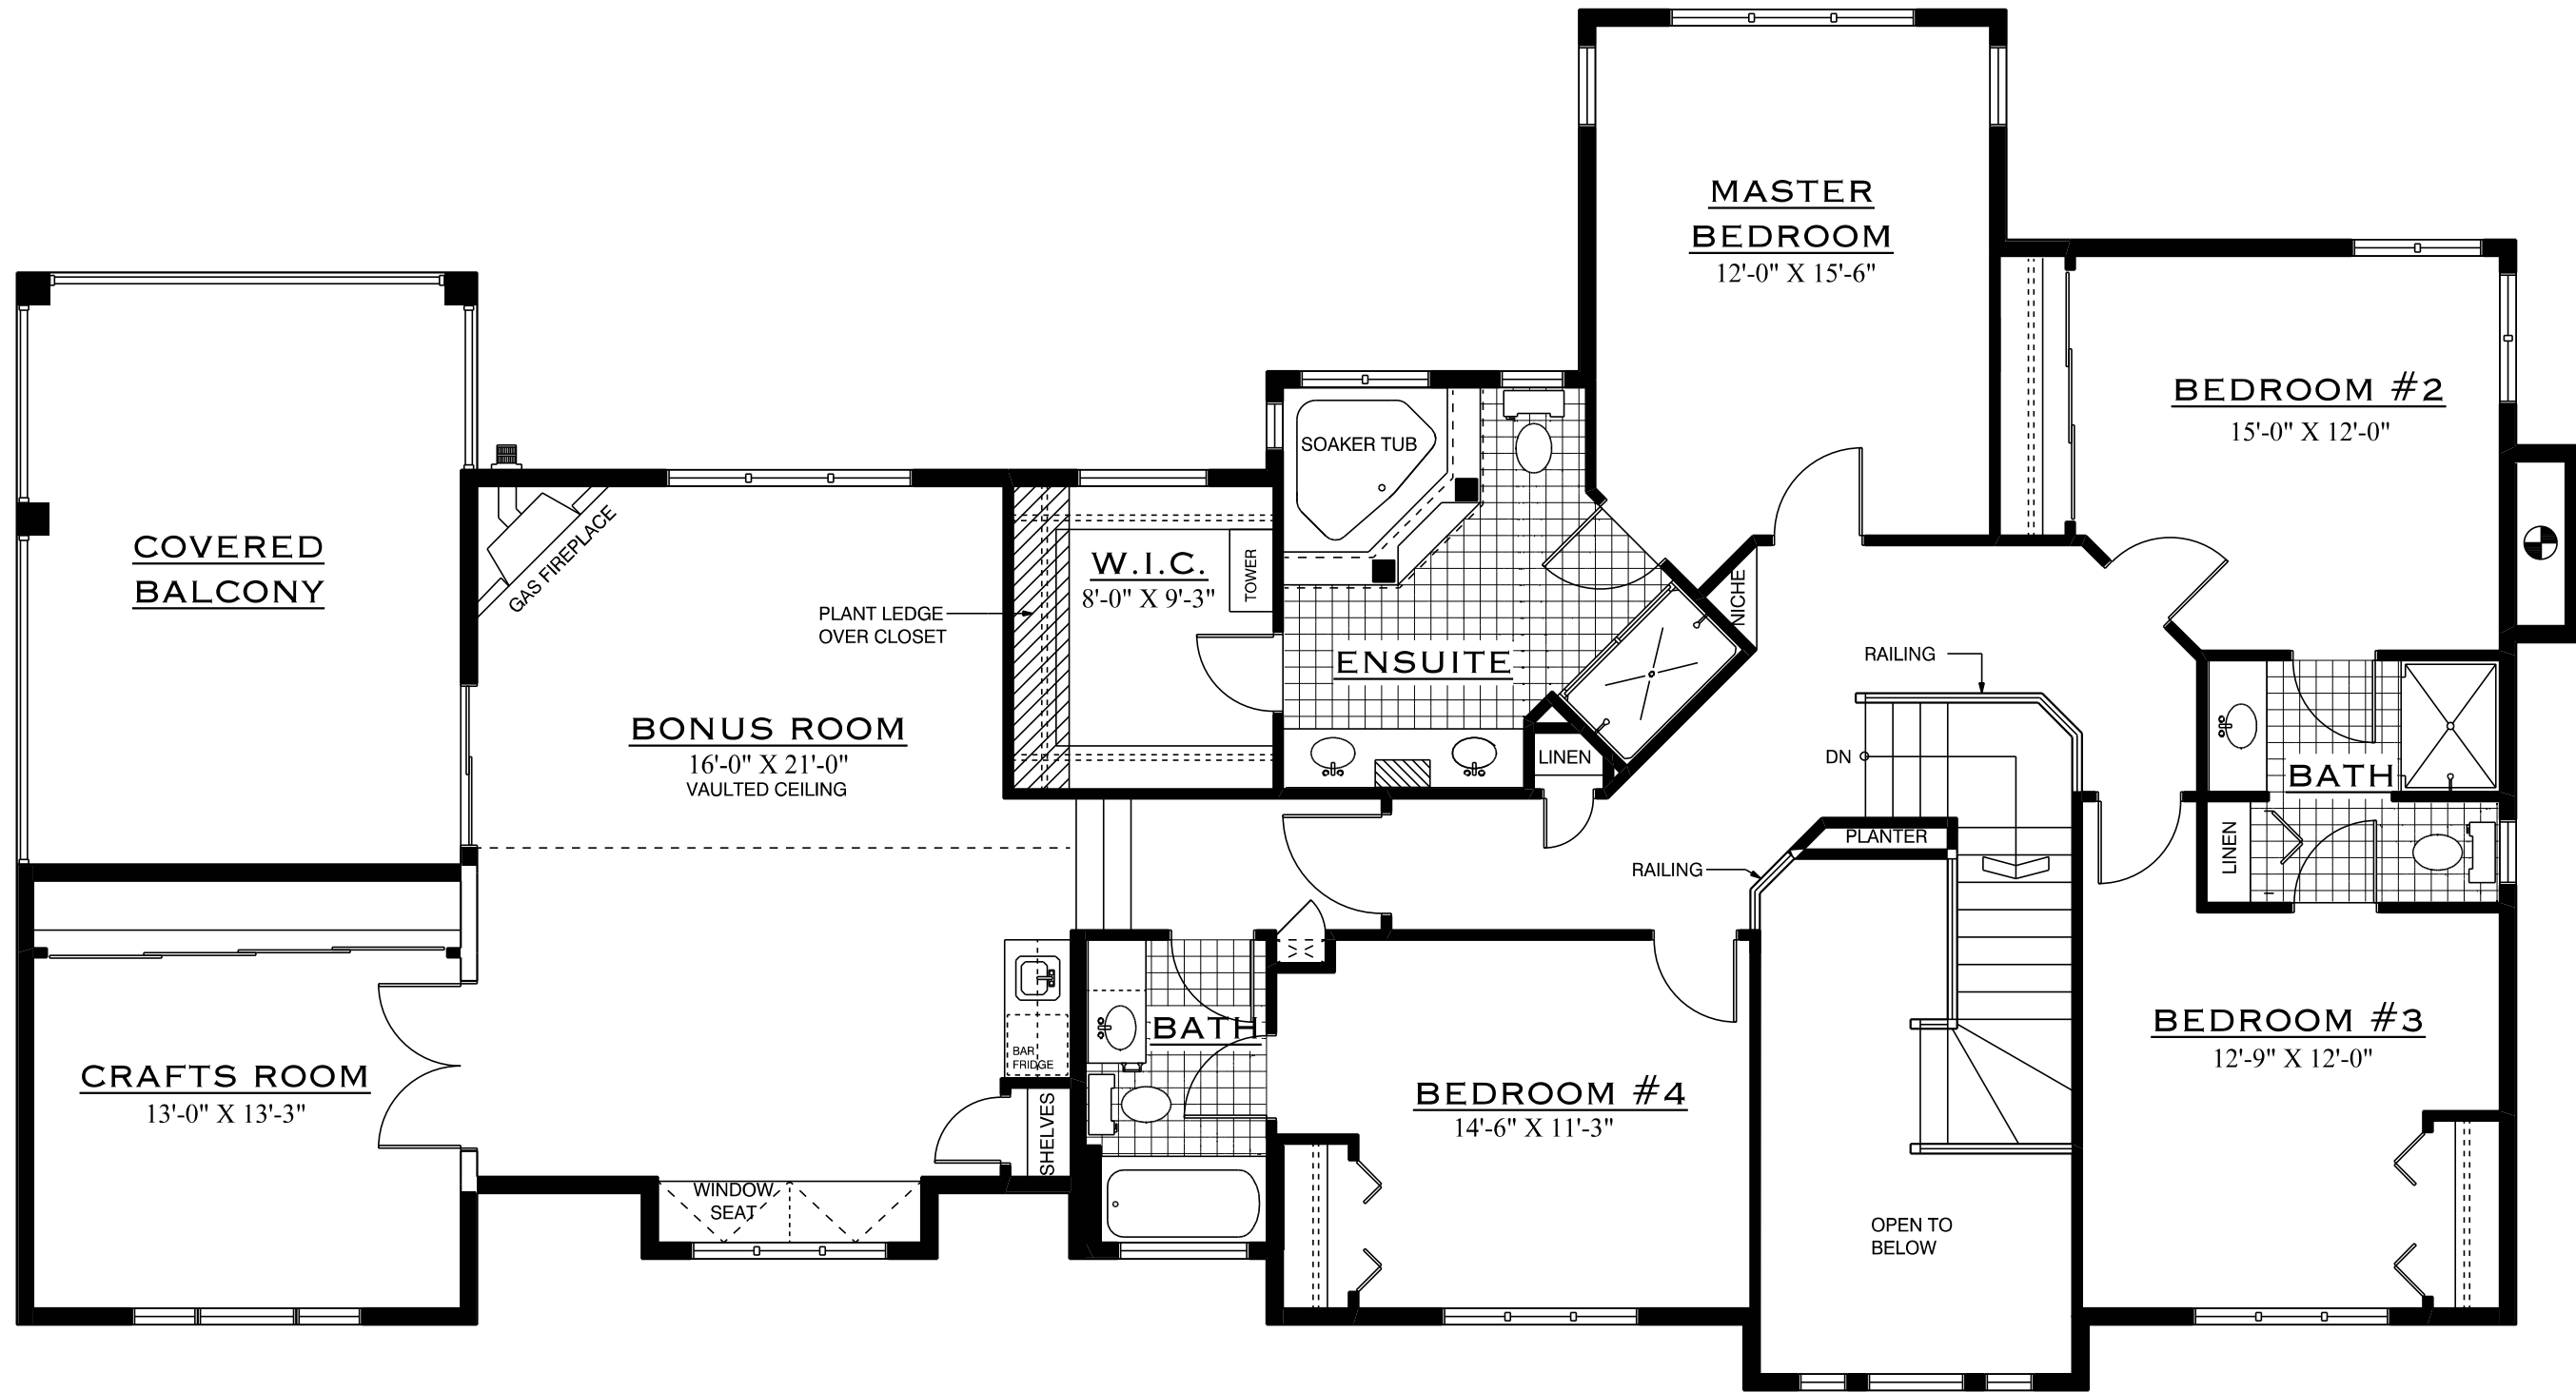 MASTER
BEDROOM
12'-0" X 15'-6"
BEDROOM #2
15'-0" X 12'-0"
SOAKER TUB
COVERED
BALCONY
GAS FIREPLACE
W.I.C.
8'-0" X 9'-3"
TOWER
PLANT LEDGE
OVER CLOSET
NICHE
ENSUITE
RAILING
BONUS ROOM
16'-0" X 21'-0"
VAULTED CEILING
LINEN
DN
BATH
PLANTER
LINEN
RAILING
CRAFTS ROOM
13'-0" X 13'-3"
BAR
FRIDGE
BATH
BEDROOM #3
12'-9" X 12'-0"
BEDROOM #4
14'-6" X 11'-3"
SHELVES
WINDOW
SEAT
OPEN TO
BELOW